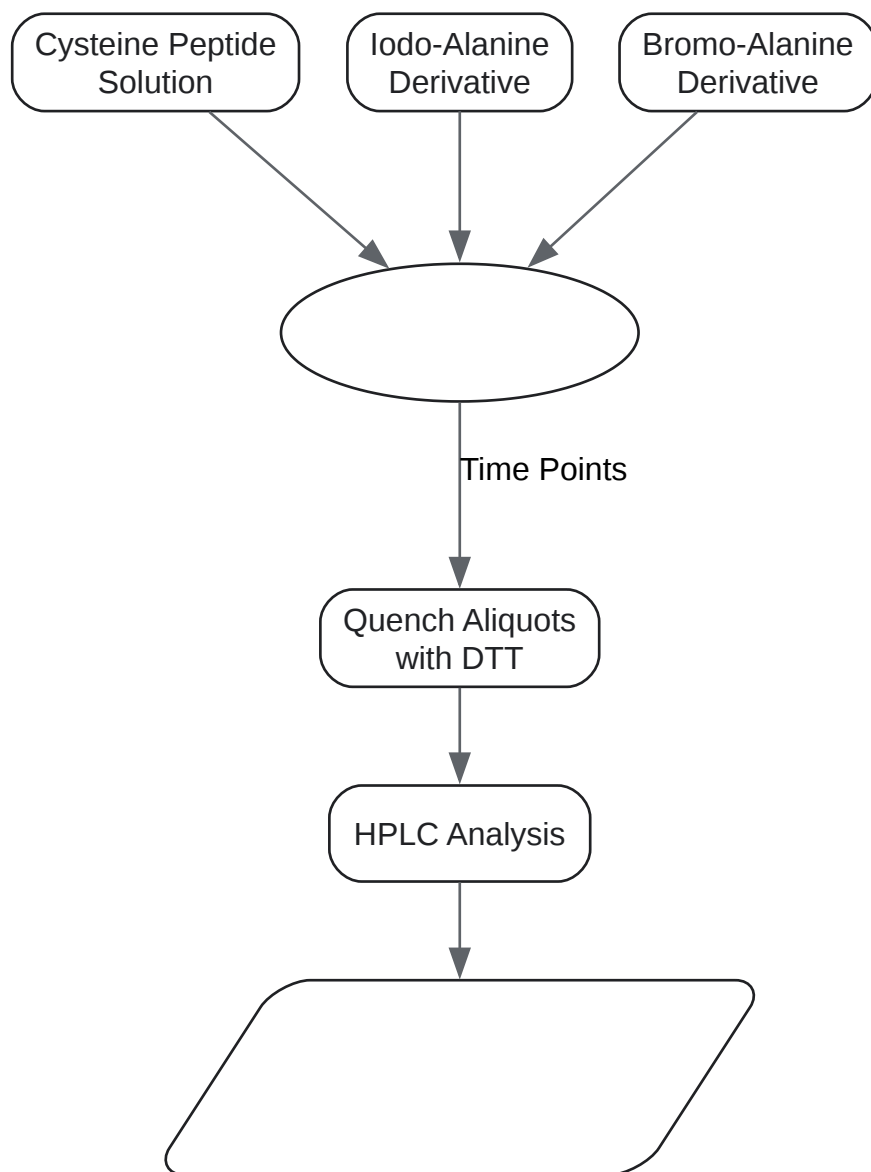 Cysteine Peptide
Solution
Iodo-Alanine
Derivative
Bromo-Alanine
Derivative
Time Points
Quench Aliquots
with DTT
HPLC Analysis